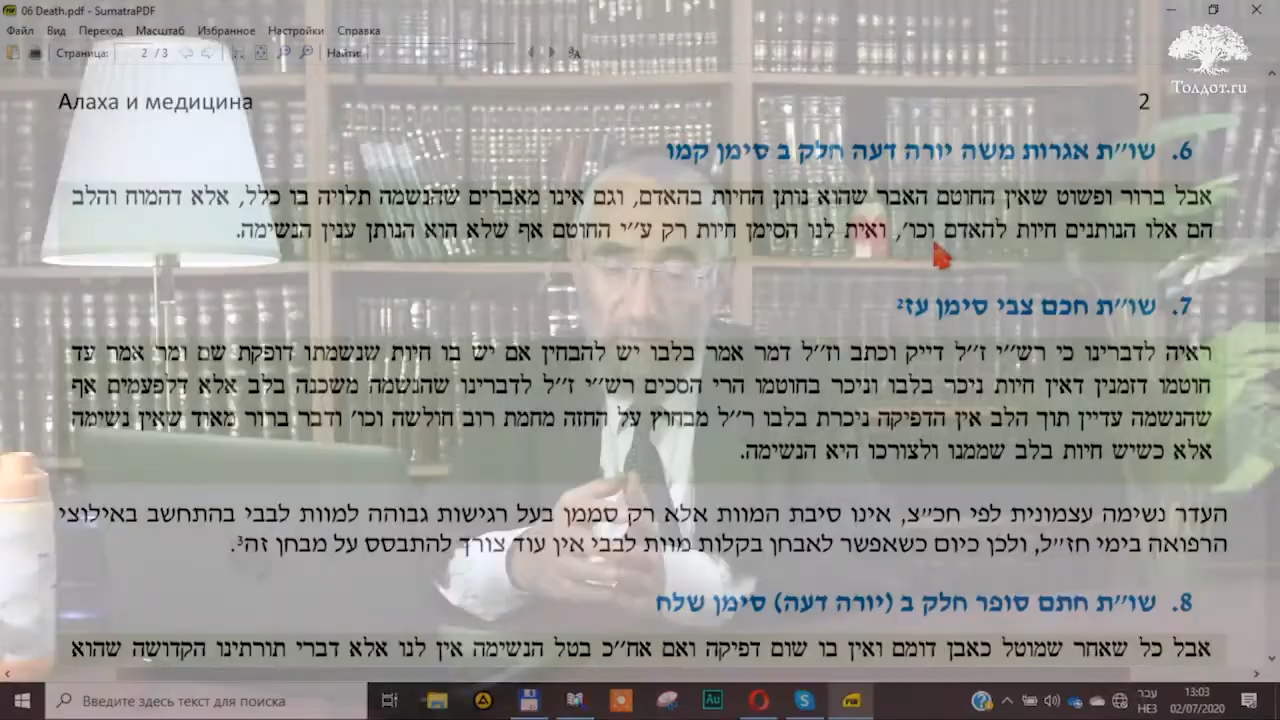 06 Death.pdf - SumatraPDF
Файл Вид Переход Масштаб Избранное Настройки Справка
Страница: 2 / 3 Найти:
Толдот.ru
Алаха и медицина 2
6. שו״ת אגרות משה יורה דעה חלק ב סימן קמו
אבל ברור ופשוט שאין החוטם האבר שהוא נותן החיות בהאדם, וגם אינו מאברים שהנשמה תלויה בו כלל, אלא דהמוח והלב
הם אלו הנותנים חיות להאדם וכו׳, ואית לנו הסימן חיות רק ע״י החוטם אף שלא הוא הנותן ענין הנשימה.
7. שו״ת חכם צבי סימן עז²
ראיה לדברינו כי רש״י ז״ל דייק וכתב וז״ל דמר אמר בלבו יש להבחין אם יש בו חיות שנשמתו דופקת שם ומר אמר עד
חוטמו דזמנין דאין חיות ניכר בלבו וניכר בחוטמו הרי הסכים רש״י ז״ל לדברינו שהנשמה משכנה בלב אלא דלפעמים אף
שהנשמה עדיין תוך הלב אין הדפיקה ניכרת בלבו ר״ל מבחוץ על החזה מחמת רוב חולשה וכו׳ ודבר ברור מאוד שאין נשימה
אלא כשיש חיות בלב שממנו ולצורכו היא הנשימה.
העדר נשימה עצמונית לפי חכ״צ, אינו סיבת המוות אלא רק סממן בעל רגישות גבוהה למוות לבבי בהתחשב באילוצי
הרפואה בימי חז״ל, ולכן כיום כשאפשר לאבחן בקלות מוות לבבי אין עוד צורך להתבסס על מבחן זה³.
8. שו״ת חתם סופר חלק ב (יורה דעה) סימן שלח
אבל כל שאחר שמוטל כאבן דומם ואין בו שום דפיקה ואם אח״כ בטל הנשימה אין לנו אלא דברי תורתינו הקדושה שהוא
Введите здесь текст для поиска
עבר 13:03
НЕЗ 02/07/2020